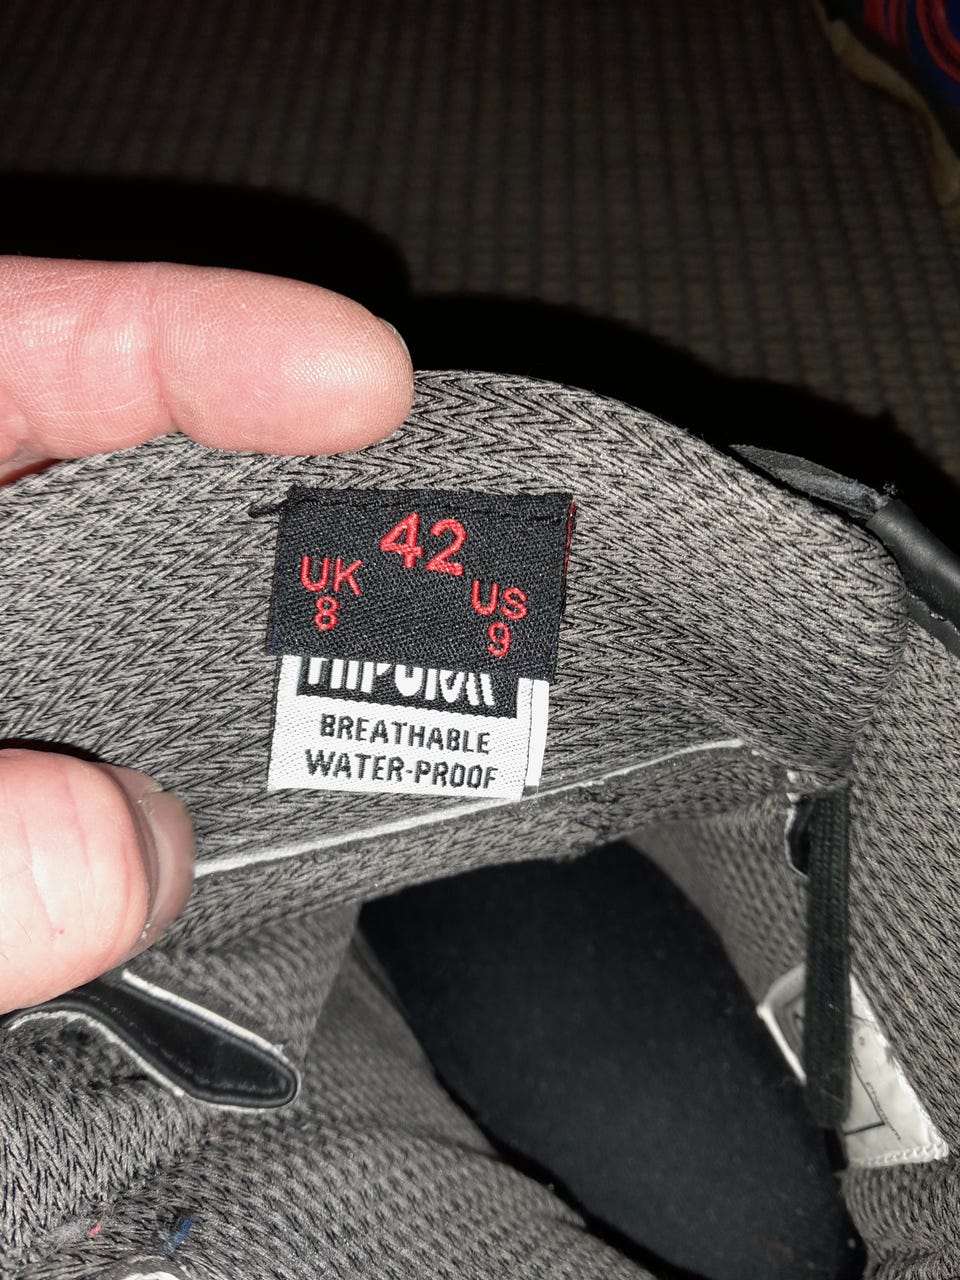 42
UK
8
US
9
BREATHABLE
WATER-PROOF